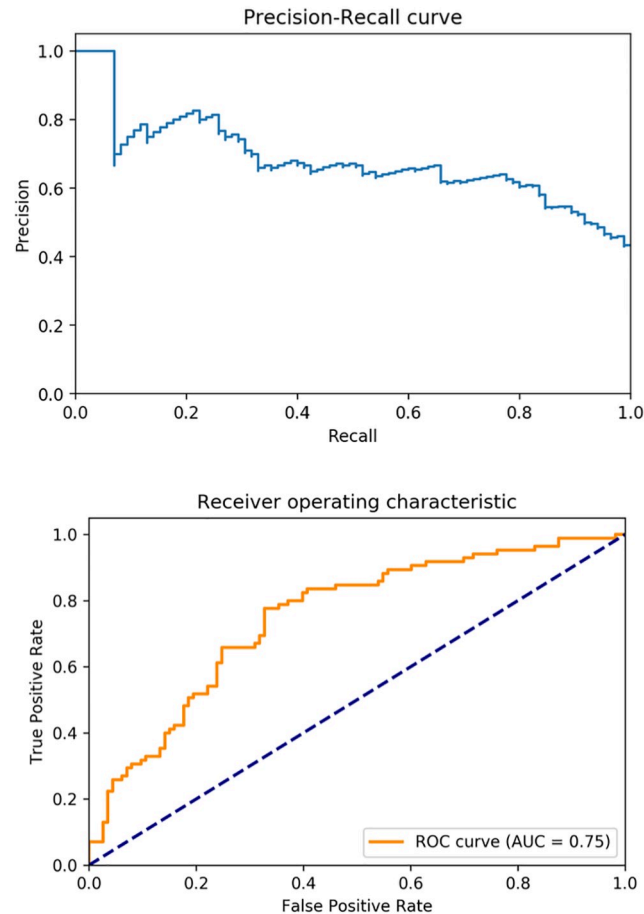 Precision-Recall curve
1.0
0.8
0.6
0.4
0.2
0.0
Precision
0.0 0.2 0.4 0.6 0.8 1.0
Recall
Receiver operating characteristic
1.0
0.8
0.6
0.4
0.2
0.0
True Positive Rate
ROC curve (AUC = 0.75)
0.0 0.2 0.4 0.6 0.8 1.0
False Positive Rate